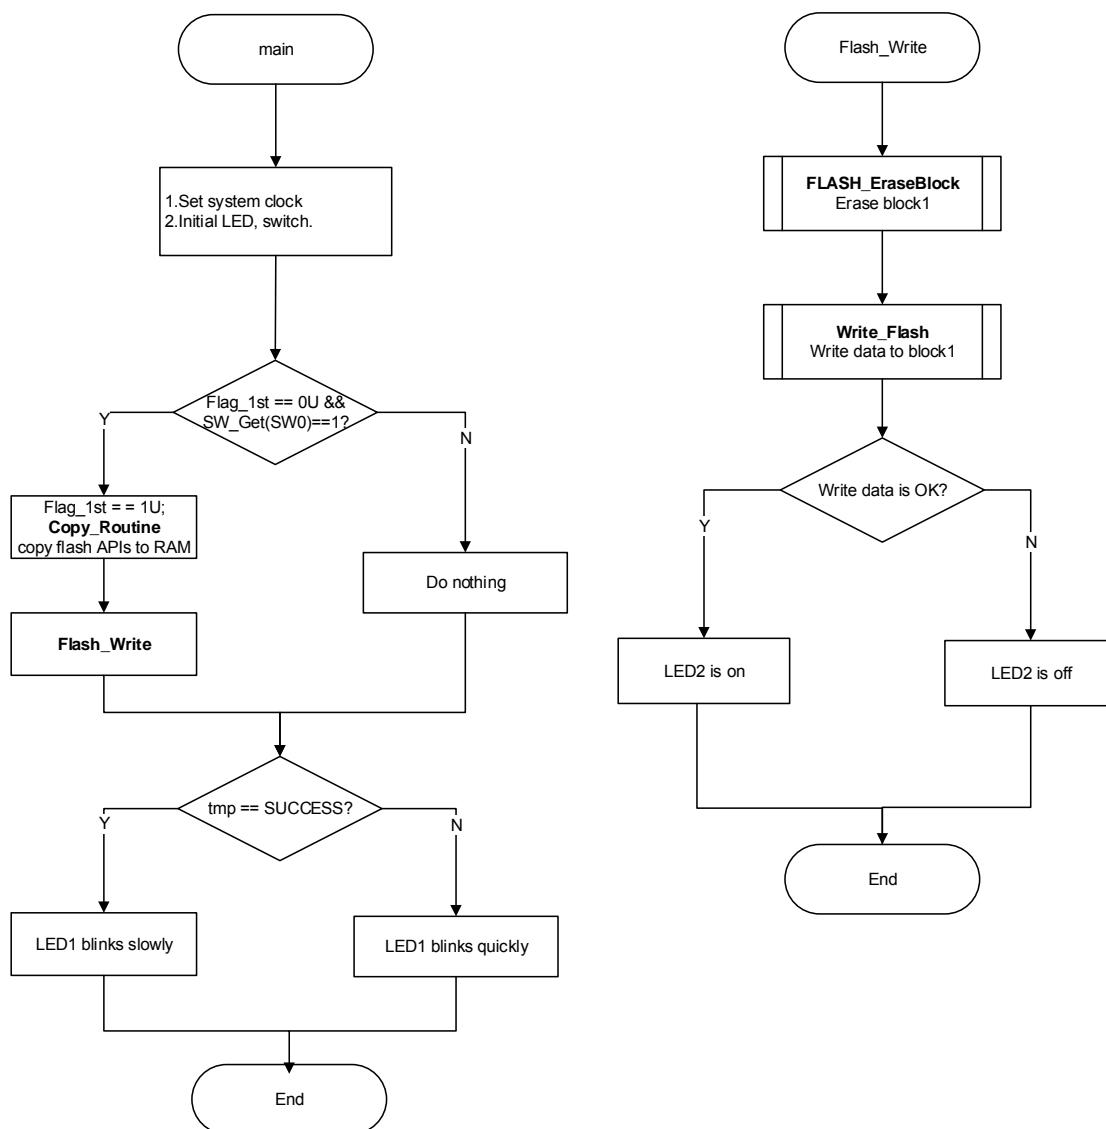 main
1.Set system clock
2.Initial LED, switch.
Flag_1st == 0U &&
SW_Get(SW0)==1?
Y
N
Flag_1st = = 1U;
Copy_Routine
copy flash APIs to RAM
Do nothing
Flash_Write
tmp == SUCCESS?
Y
N
LED1 blinks slowly
LED1 blinks quickly
End
Flash_Write
FLASH_EraseBlock
Erase block1
Write_Flash
Write data to block1
Write data is OK?
Y
N
LED2 is on
LED2 is off
End